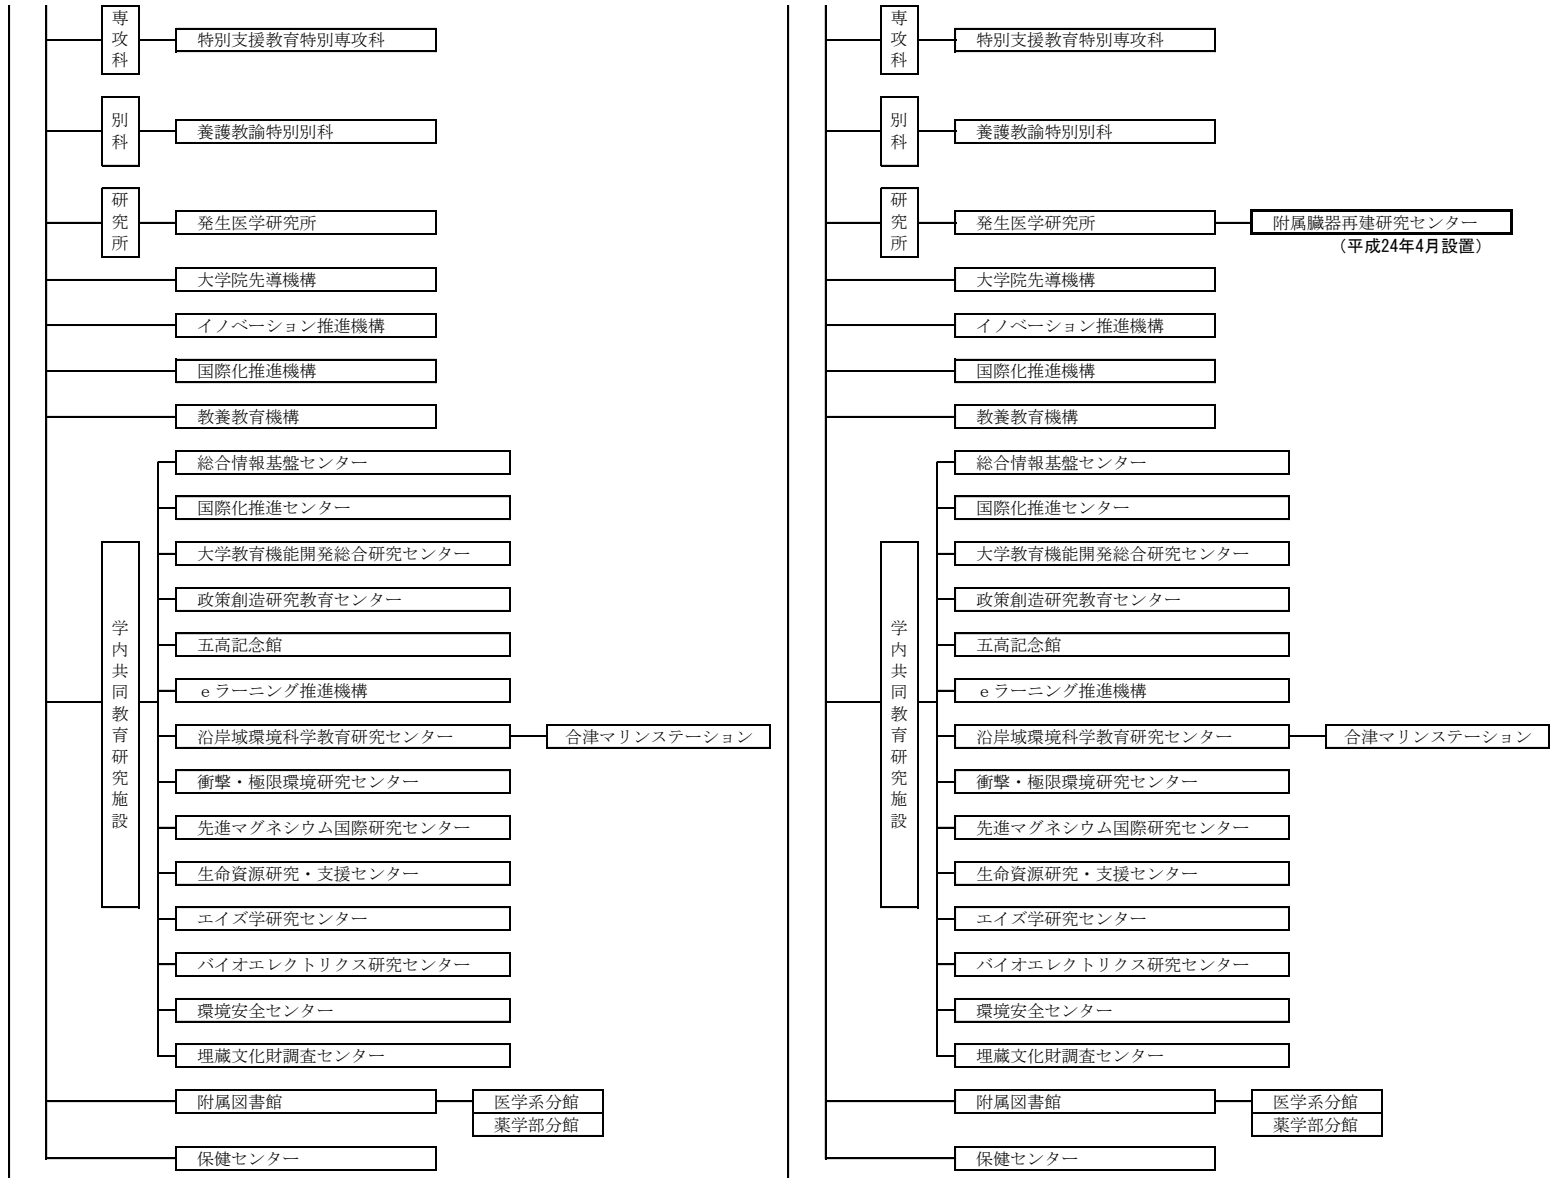 専攻科
特別支援教育特別専攻科
別科
養護教諭特別別科
研究所
発生医学研究所
大学院先導機構
イノベーション推進機構
国際化推進機構
教養教育機構
学内共同教育研究施設
総合情報基盤センター
国際化推進センター
大学教育機能開発総合研究センター
政策創造研究教育センター
五高記念館
ｅラーニング推進機構
沿岸域環境科学教育研究センター
合津マリンステーション
衝撃・極限環境研究センター
先進マグネシウム国際研究センター
生命資源研究・支援センター
エイズ学研究センター
バイオエレクトリクス研究センター
環境安全センター
埋蔵文化財調査センター
附属図書館
医学系分館
薬学部分館
保健センター
専攻科
特別支援教育特別専攻科
別科
養護教諭特別別科
研究所
発生医学研究所
附属臓器再建研究センター
（平成24年4月設置）
大学院先導機構
イノベーション推進機構
国際化推進機構
教養教育機構
学内共同教育研究施設
総合情報基盤センター
国際化推進センター
大学教育機能開発総合研究センター
政策創造研究教育センター
五高記念館
ｅラーニング推進機構
沿岸域環境科学教育研究センター
合津マリンステーション
衝撃・極限環境研究センター
先進マグネシウム国際研究センター
生命資源研究・支援センター
エイズ学研究センター
バイオエレクトリクス研究センター
環境安全センター
埋蔵文化財調査センター
附属図書館
医学系分館
薬学部分館
保健センター